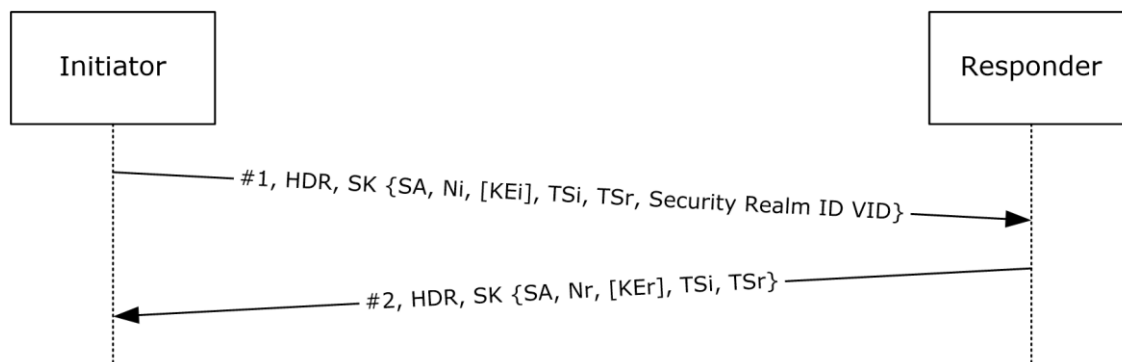 Initiator
Responder
#1, HDR, SK {SA, Ni, [KEi], TSi, TSr, Security Realm ID VID}
#2, HDR, SK {SA, Nr, [KEr], TSi, TSr}